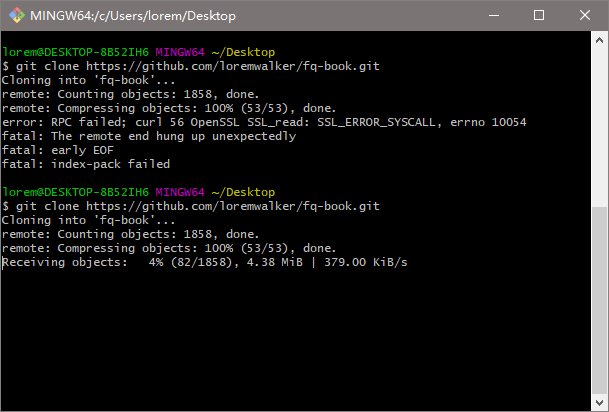 MINGW64:/c/Users/lorem/Desktop
lorem@DESKTOP-8B52IH6 MINGW64 ~/Desktop
$ git clone https://github.com/loremwalker/fq-book.git
Cloning into 'fq-book'...
remote: Counting objects: 1858, done.
remote: Compressing objects: 100% (53/53), done.
error: RPC failed; curl 56 OpenSSL SSL_read: SSL_ERROR_SYSCALL, errno 10054
fatal: The remote end hung up unexpectedly
fatal: early EOF
fatal: index-pack failed
lorem@DESKTOP-8B52IH6 MINGW64 ~/Desktop
$ git clone https://github.com/loremwalker/fq-book.git
Cloning into 'fq-book'...
remote: Counting objects: 1858, done.
remote: Compressing objects: 100% (53/53), done.
Receiving objects:   4% (82/1858), 4.38 MiB | 379.00 KiB/s